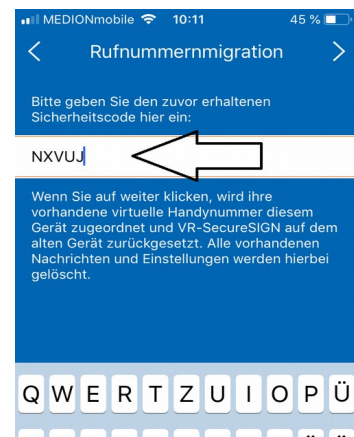 MEDIONmobile 10:11 45 %
Rufnummernmigration
Bitte geben Sie den zuvor erhaltenen
Sicherheitscode hier ein:
NXVUJ
Wenn Sie auf weiter klicken, wird ihre
vorhandene virtuelle Handynummer diesem
Gerät zugeordnet und VR-SecureSIGN auf dem
alten Gerät zurückgesetzt. Alle vorhandenen
Nachrichten und Einstellungen werden hierbei
gelöscht.
Q W E R T Z U I O P Ü